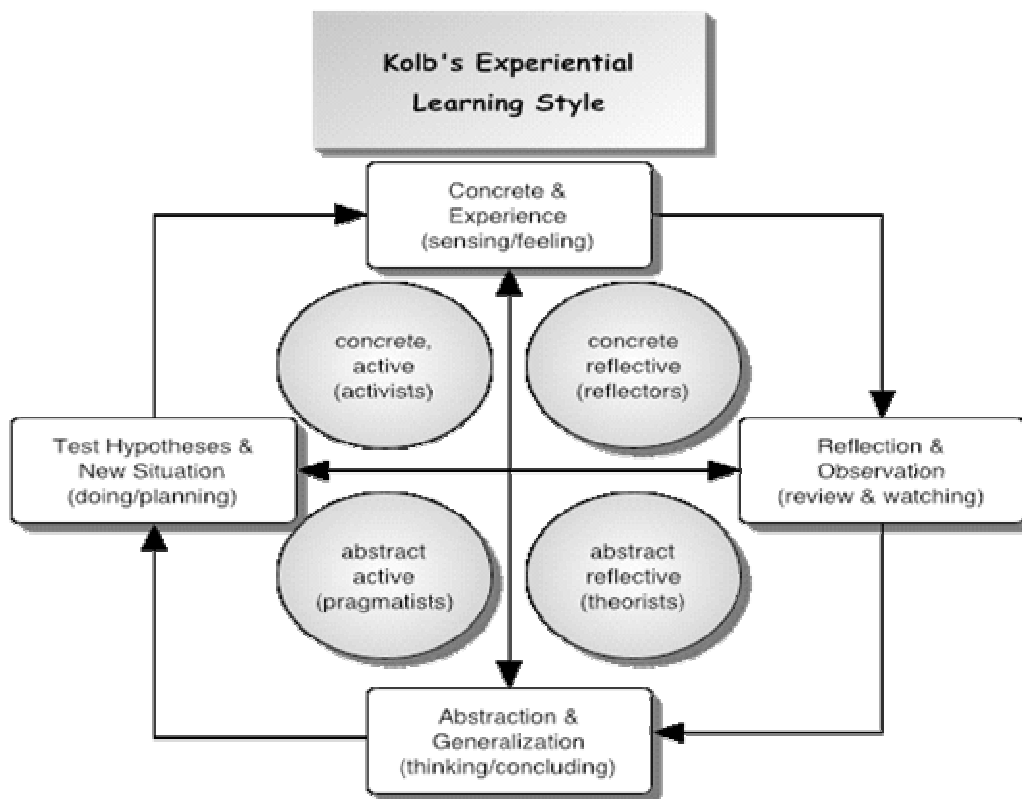 Kolb's Experiential
Learning Style
Concrete &
Experience
(sensing/feeling)
concrete,
active
(activists)
concrete
reflective
(reflectors)
Test Hypotheses &
New Situation
(doing/planning)
Reflection &
Observation
(review & watching)
abstract
active
(pragmatists)
abstract
reflective
(theorists)
Abstraction &
Generalization
(thinking/concluding)